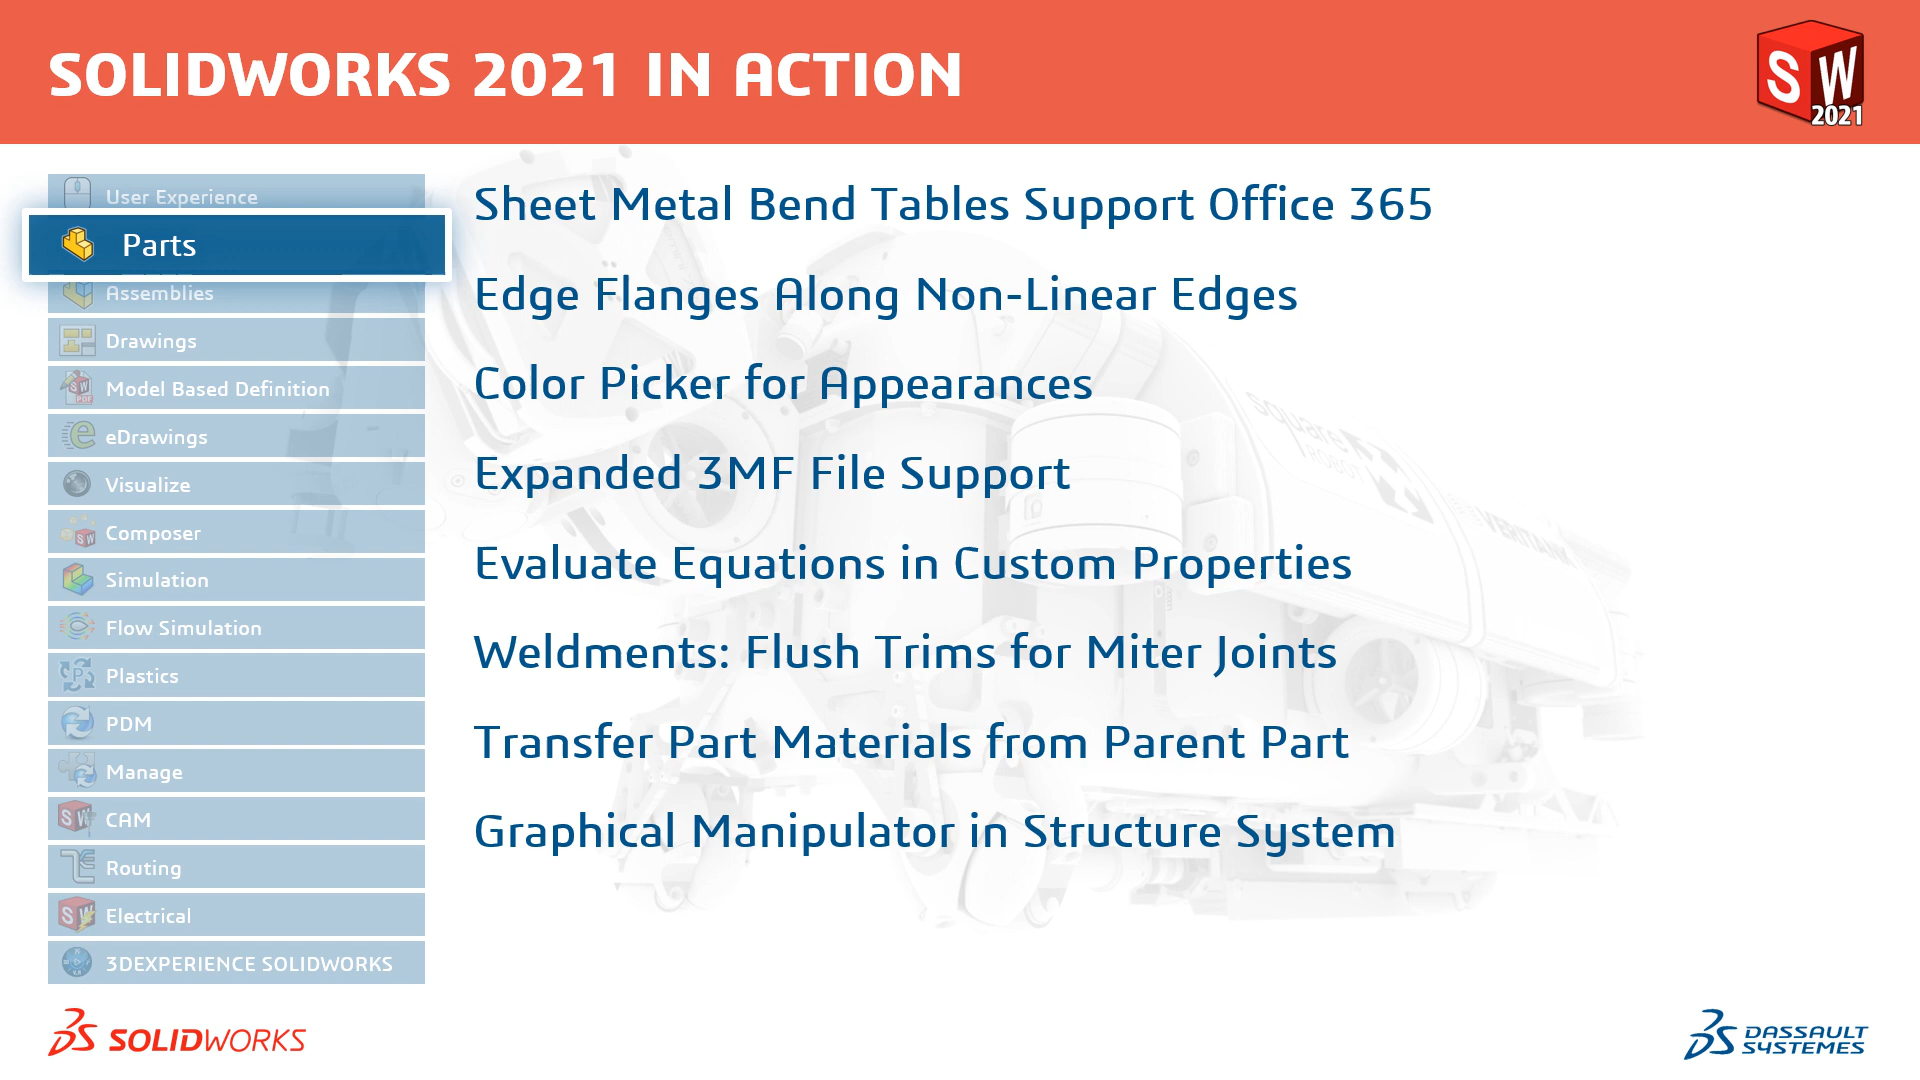 SOLIDWORKS 2021 IN ACTION
S W
2021
User Experience
Parts
Assemblies
Drawings
Model Based Definition
eDrawings
Visualize
Composer
Simulation
Flow Simulation
Plastics
PDM
Manage
CAM
Routing
Electrical
3DEXPERIENCE SOLIDWORKS
Sheet Metal Bend Tables Support Office 365
Edge Flanges Along Non-Linear Edges
Color Picker for Appearances
Expanded 3MF File Support
Evaluate Equations in Custom Properties
Weldments: Flush Trims for Miter Joints
Transfer Part Materials from Parent Part
Graphical Manipulator in Structure System
square
ROBOT
VERITANK
SOLIDWORKS
DASSAULT
SYSTEMES